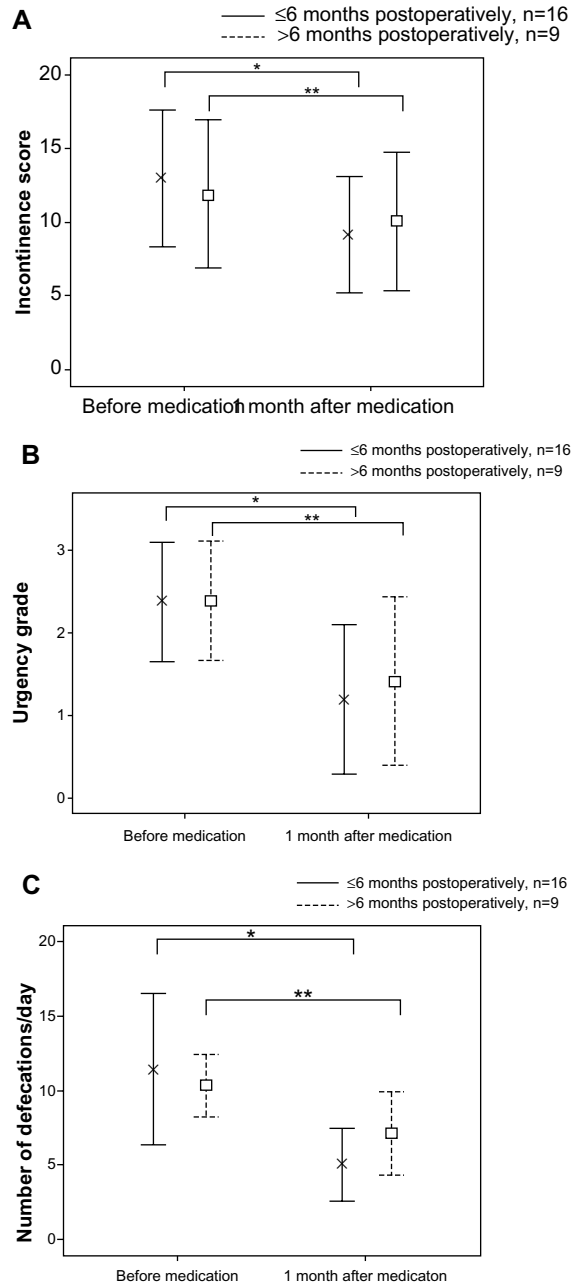 A
≤6 months postoperatively, n=16
>6 months postoperatively, n=9
20
15
10
5
0
Incontinence score
*
**
Before medication
1 month after medication
B
≤6 months postoperatively, n=16
>6 months postoperatively, n=9
3
2
1
0
Urgency grade
*
**
Before medication
1 month after medication
C
≤6 months postoperatively, n=16
>6 months postoperatively, n=9
20
15
10
5
0
Number of defecations/day
*
**
Before medication
1 month after medicaton